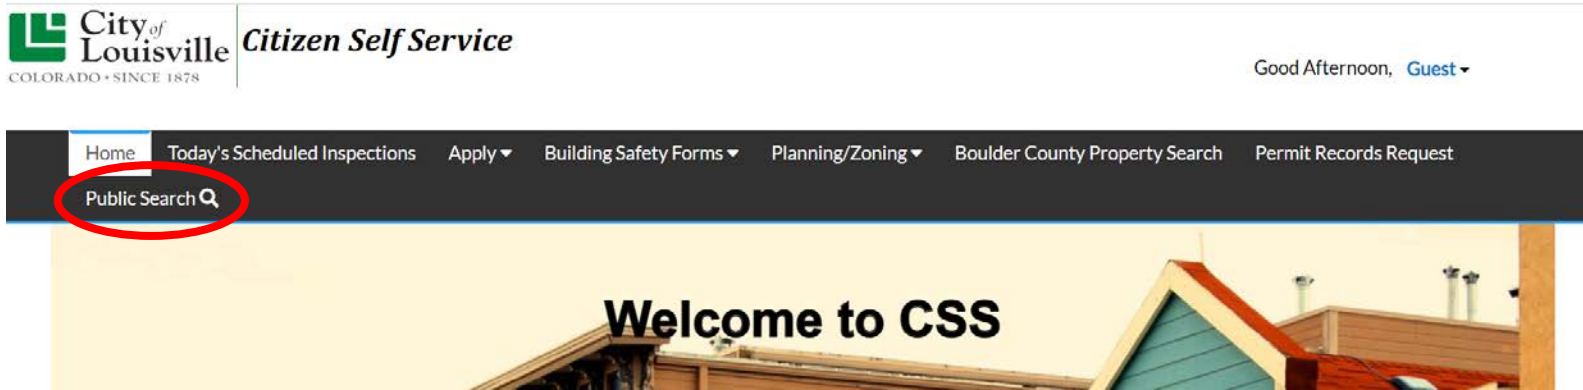 City of
Louisville
COLORADO • SINCE 1878
Citizen Self Service
Good Afternoon, Guest
Home Today's Scheduled Inspections Apply Building Safety Forms Planning/Zoning Boulder County Property Search Permit Records Request
Public Search
Welcome to CSS